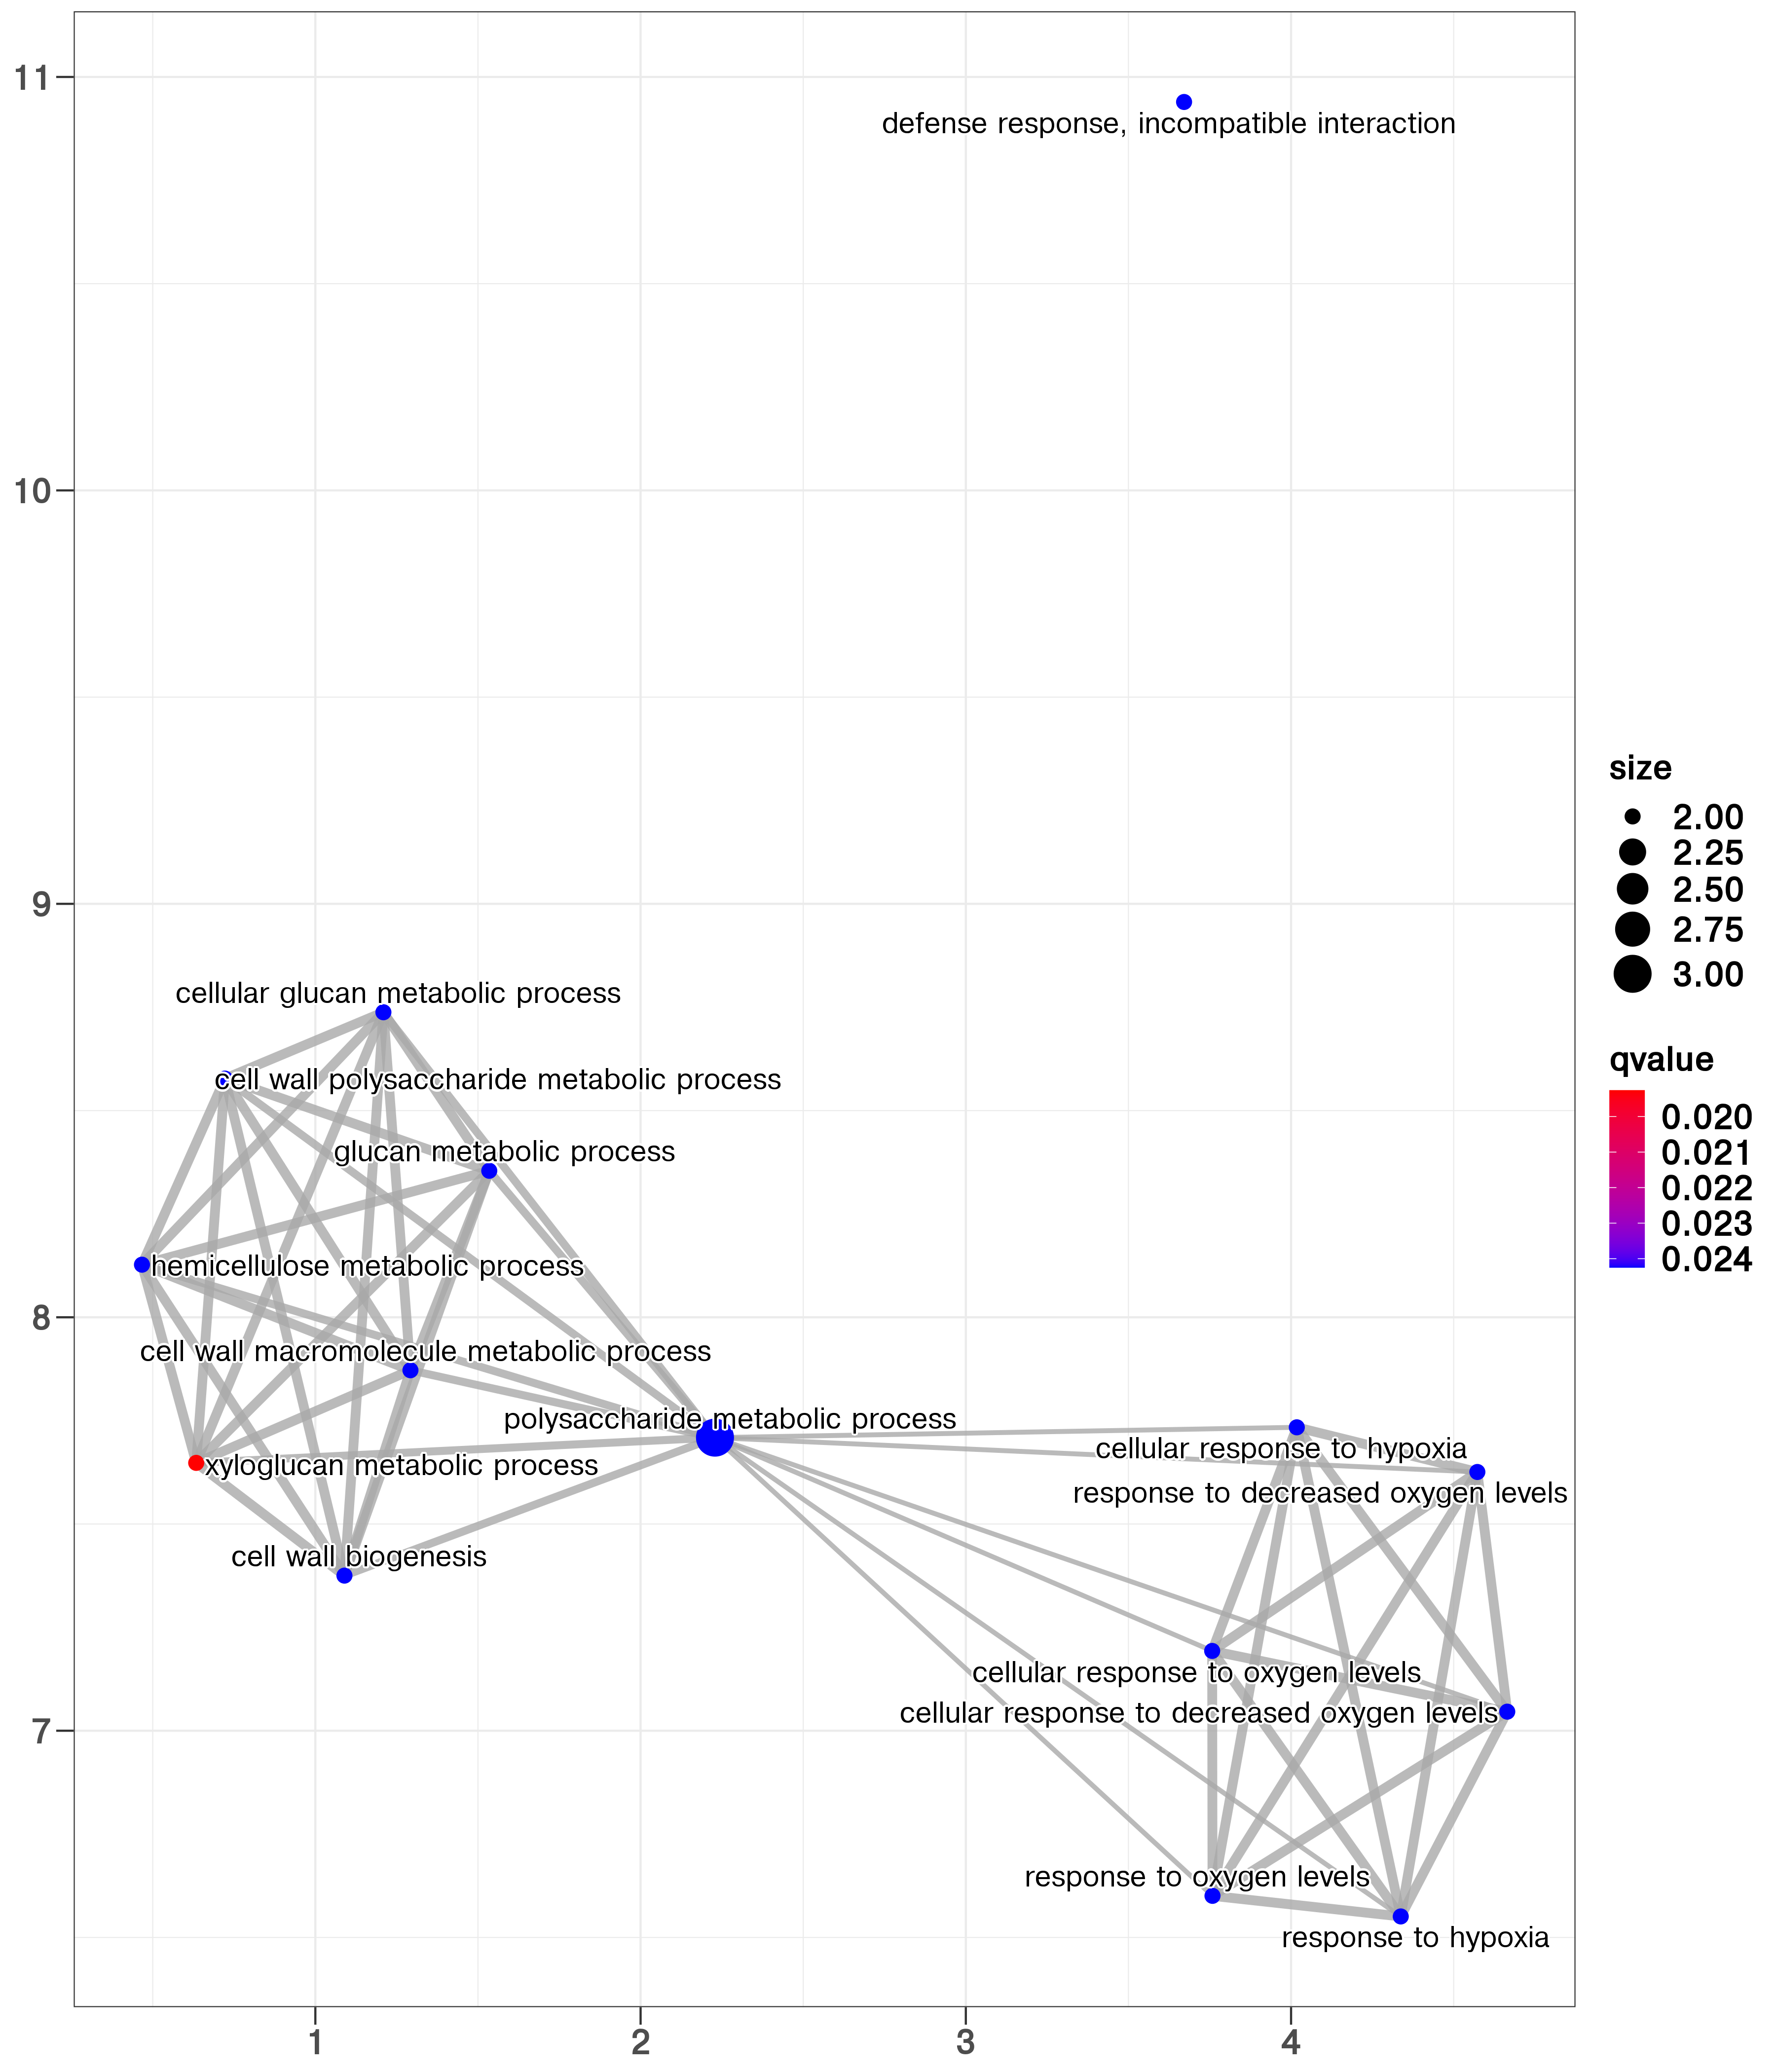 11
defense response, incompatible interaction
10
9
cellular glucan metabolic process
cell wall polysaccharide metabolic process
glucan metabolic process
hemicellulose metabolic process
8
cell wall macromolecule metabolic process
polysaccharide metabolic process
cellular response to hypoxia
xyloglucan metabolic process
response to decreased oxygen levels
cell wall biogenesis
cellular response to oxygen levels
cellular response to decreased oxygen levels
7
response to oxygen levels
response to hypoxia
1
2
3
4
size
2.00
2.25
2.50
2.75
3.00
qvalue
0.020
0.021
0.022
0.023
0.024